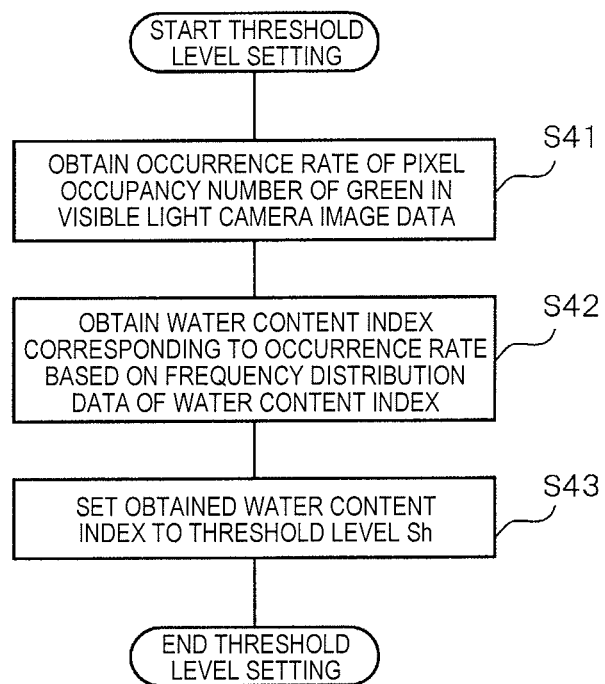 START THRESHOLD
LEVEL SETTING
S41
OBTAIN OCCURRENCE RATE OF PIXEL
OCCUPANCY NUMBER OF GREEN IN
VISIBLE LIGHT CAMERA IMAGE DATA
S42
OBTAIN WATER CONTENT INDEX
CORRESPONDING TO OCCURRENCE RATE
BASED ON FREQUENCY DISTRIBUTION
DATA OF WATER CONTENT INDEX
S43
SET OBTAINED WATER CONTENT
INDEX TO THRESHOLD LEVEL Sh
END THRESHOLD
LEVEL SETTING